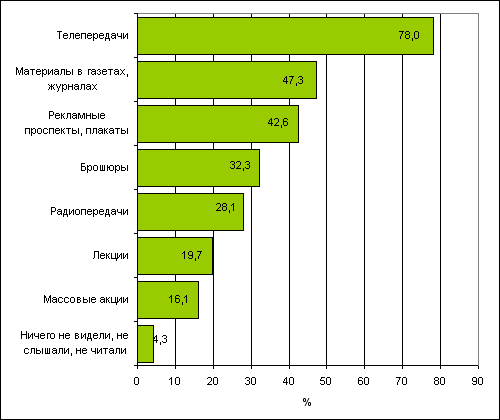 Телепередачи
78,0
Материалы в газетах,
журналах
47,3
Рекламные
проспекты, плакаты
42,6
Брошюры
32,3
Радиопередачи
28,1
Лекции
19,7
Массовые акции
16,1
Ничего не видели, не
слышали, не читали
4,3
0 10 20 30 40 50 60 70 80 90
%